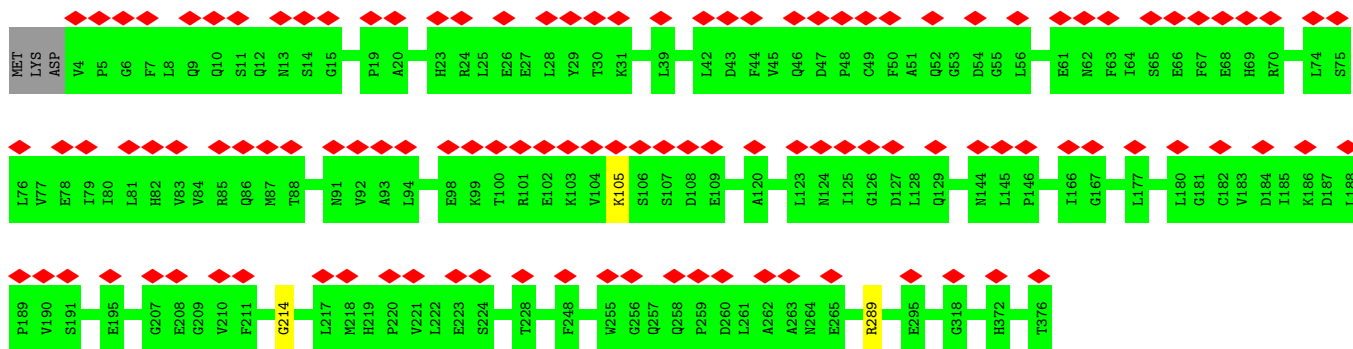 MET LYS ASP V4 P5 G6 F7 L8 Q9 Q10 S11 Q12 N13 S14 G15 P19 A20 H23 R24 L25 E26 E27 L28 Y29 T30 K31 L39 L42 D43 F44 V45 Q46 D47 P48 C49 F50 A51 Q52 G53 D54 G55 L56 E61 N62 F63 I64 S65 E66 F67 E68 H69 R70 L74 S75
L76 V77 E78 I79 I80 L81 H82 V83 V84 R85 Q86 M87 T88 N91 V92 A93 L94 E98 K99 T100 R101 E102 K103 V104 K105 S106 S107 D108 E109 A120 L123 N124 I125 G126 D127 L128 Q129 N144 L145 P146 I166 G167 L177 L180 G181 C182 V183 D184 I185 K186 D187 L188
P189 V190 S191 E195 G207 E208 G209 V210 F211 G214 L217 M218 H219 P220 V221 L222 E223 S224 T228 F248 W255 G256 Q257 Q258 P259 D260 L261 A262 A263 N264 E265 R289 E295 G318 H372 T376